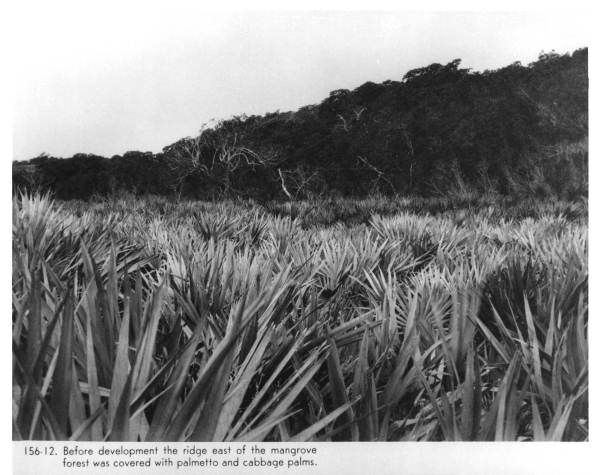 156-12. Before development the ridge east of the mangrove
forest was covered with palmetto and cabbage palms.